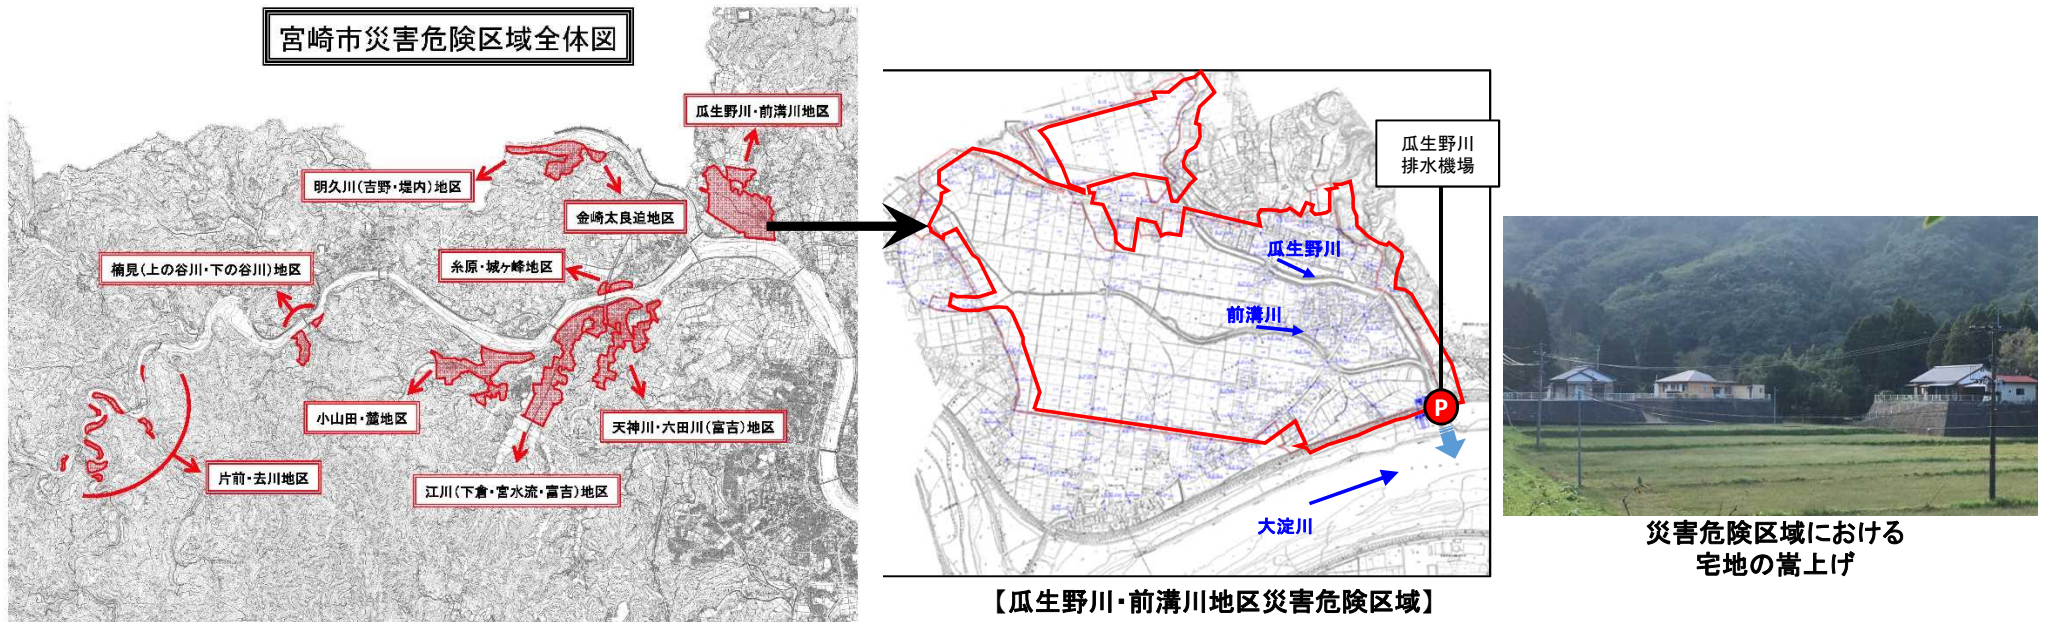 宮崎市災害危険区域全体図
瓜生野川・前溝川地区
明久川(吉野・堤内)地区
金崎太良迫地区
楠見(上の谷川・下の谷川)地区
糸原・城ヶ峰地区
小山田・麓地区
天神川・六田川(富吉)地区
片前・去川地区
江川(下倉・宮水流・富吉)地区
瓜生野川
排水機場
瓜生野川
前溝川
P
大淀川
【瓜生野川・前溝川地区災害危険区域】
災害危険区域における
宅地の嵩上げ